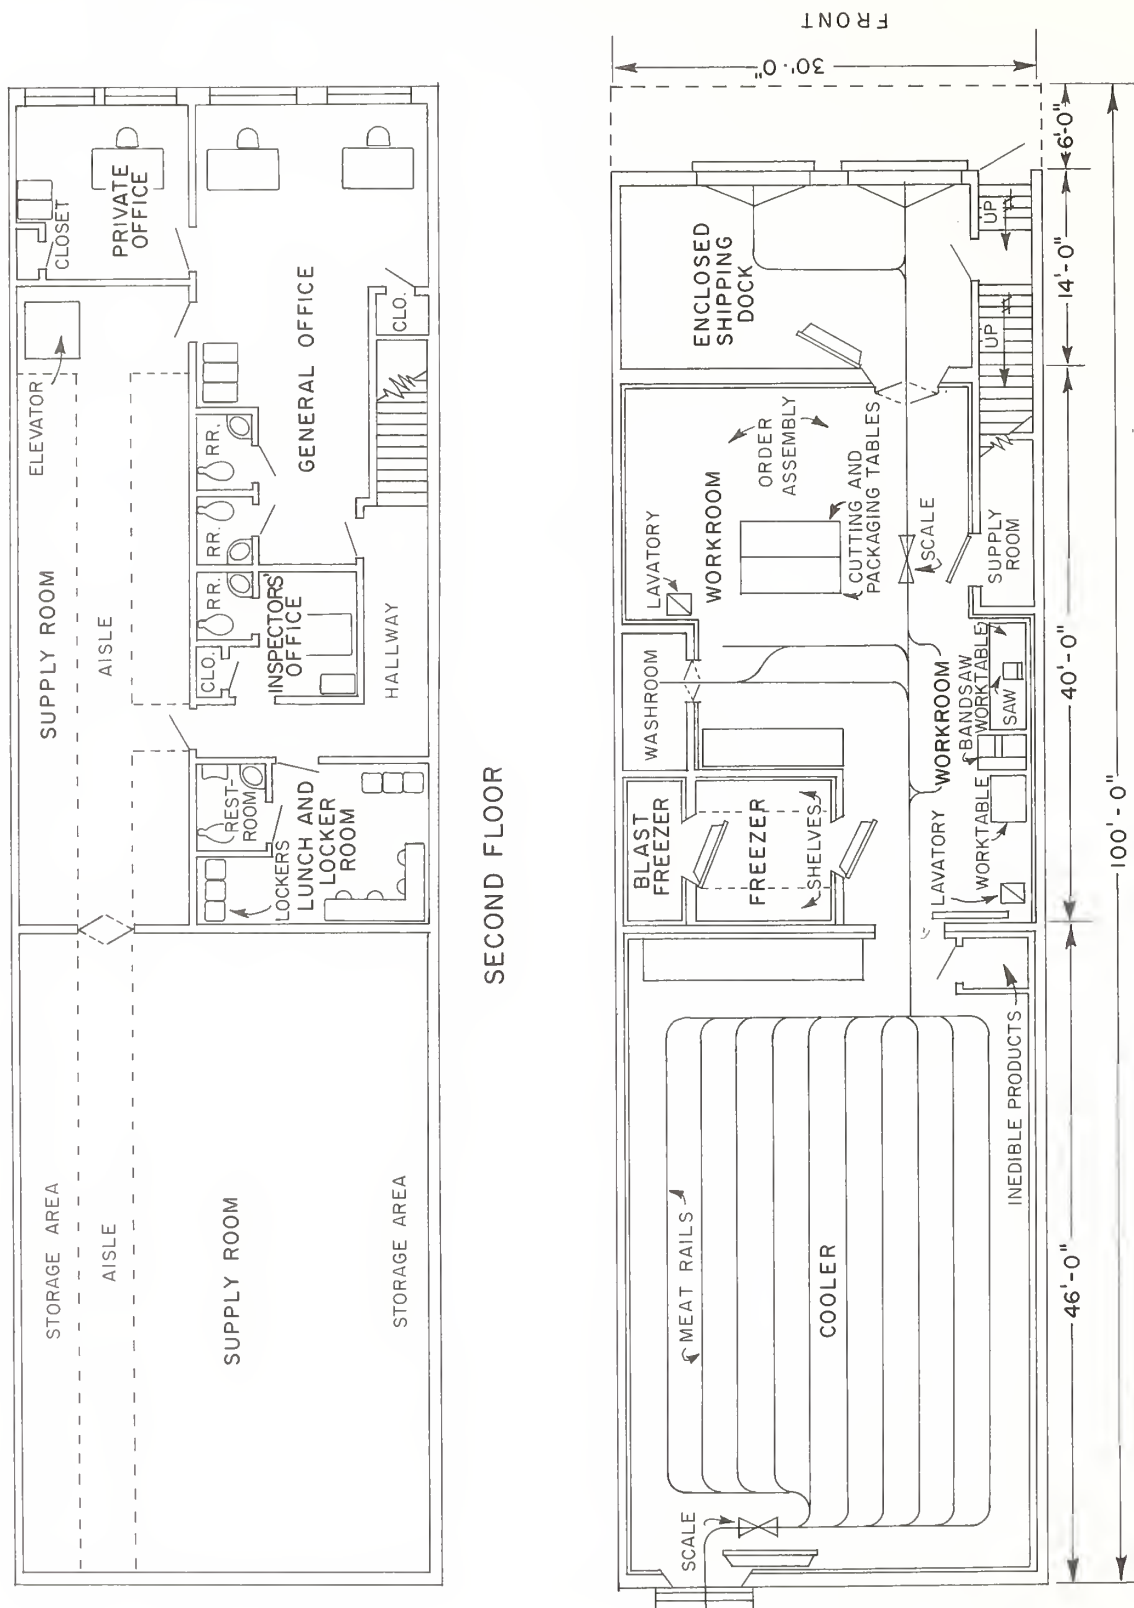 STORAGE AREA
AISLE
SUPPLY ROOM
STORAGE AREA
SUPPLY ROOM
AISLE
ELEVATOR
CLOSET
PRIVATE
OFFICE
GENERAL OFFICE
CLO.
RR.
RR.
RR.
CLO.
INSPECTORS'
OFFICE
HALLWAY
REST-
ROOM
LOCKERS
LUNCH AND
LOCKER
ROOM
SECOND FLOOR
SCALE
MEAT RAILS
COOLER
INEDIBLE PRODUCTS
BLAST
FREEZER
FREEZER
SHELVES
WASHROOM
LAVATORY
WORKTABLE
WORKROOM
BANDSAW
WORKTABLE
SAW
LAVATORY
WORKROOM
ORDER
ASSEMBLY
CUTTING AND
PACKAGING TABLES
SCALE
SUPPLY
ROOM
ENCLOSED
SHIPPING
DOCK
UP
UP
46'-0"
40'-0"
14'-0"
6'-0"
100'-0"
30'-0"
FRONT